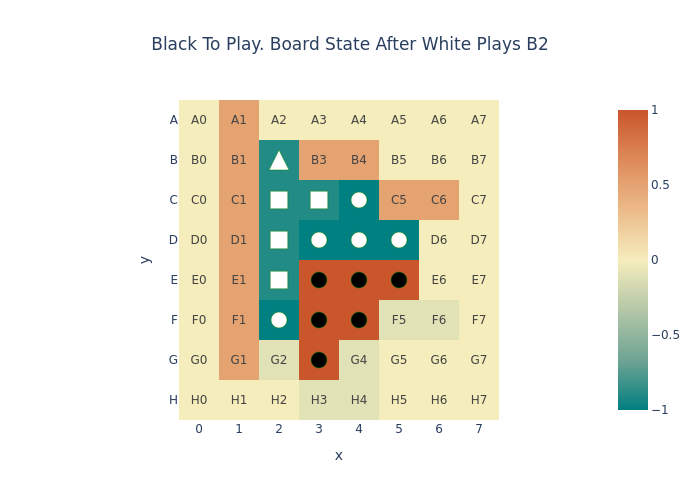 Black To Play. Board State After White Plays B2
A A0 A1 A2 A3 A4 A5 A6 A7
B B0 B1 B3 B4 B5 B6 B7
C C0 C1 C5 C6 C7
D D0 D1 D6 D7
E E0 E1 E6 E7
F F0 F1 F5 F6 F7
G G0 G1 G2 G4 G5 G6 G7
H H0 H1 H2 H3 H4 H5 H6 H7
0 1 2 3 4 5 6 7
x
y
1
0.5
0
−0.5
−1